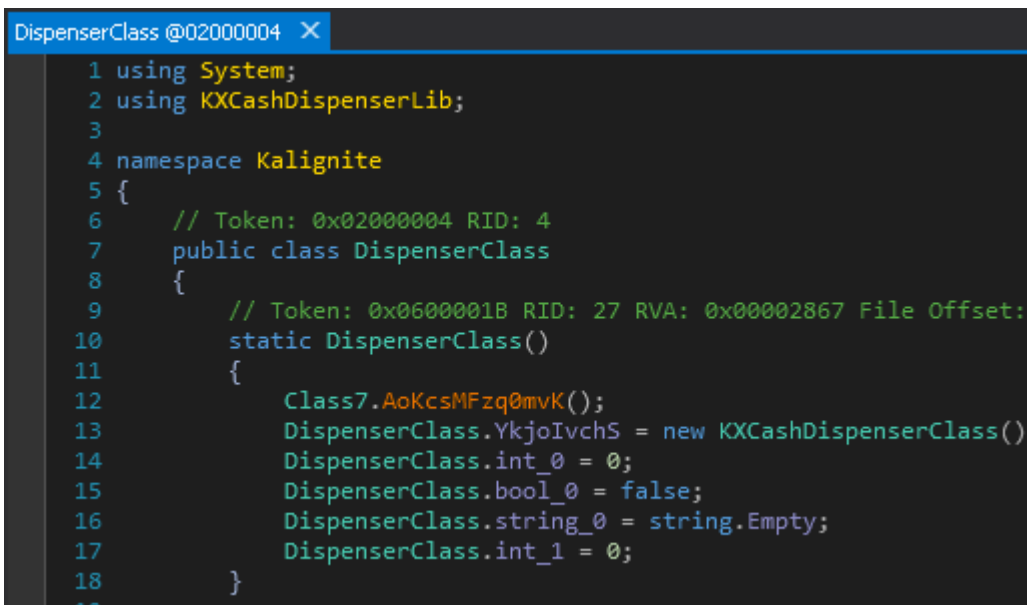 DispenserClass @02000004 X
1 using System;
2 using KXCashDispenserLib;
3
4 namespace Kalignite
5 {
6 // Token: 0x02000004 RID: 4
7 public class DispenserClass
8 {
9 // Token: 0x0600001B RID: 27 RVA: 0x00002867 File Offset:
10 static DispenserClass()
11 {
12 Class7.AoKcsMFzq0mvK();
13 DispenserClass.YkjoIvchS = new KXCashDispenserClass()
14 DispenserClass.int_0 = 0;
15 DispenserClass.bool_0 = false;
16 DispenserClass.string_0 = string.Empty;
17 DispenserClass.int_1 = 0;
18 }